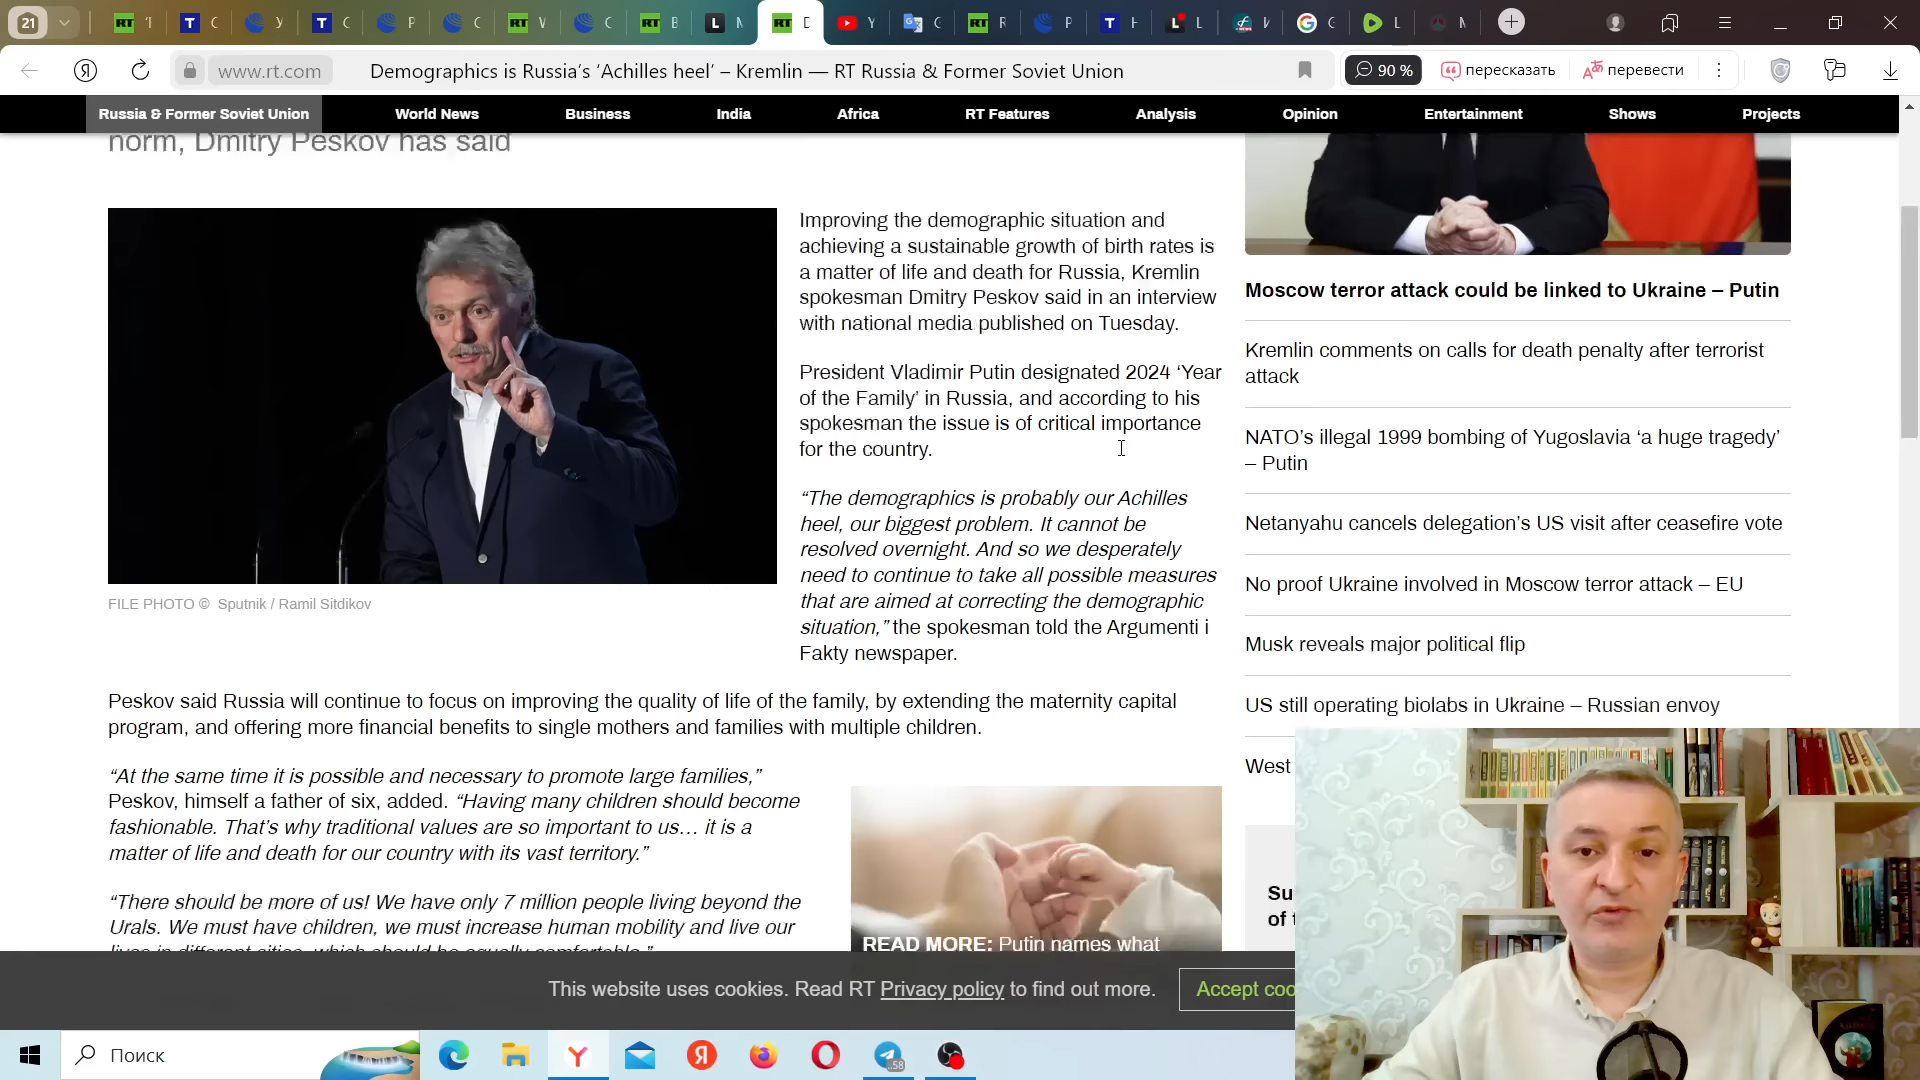 21
www.rt.com
Demographics is Russia's 'Achilles heel' – Kremlin — RT Russia & Former Soviet Union
90 %
пересказать
перевести
Russia & Former Soviet Union
World News
Business
India
Africa
RT Features
Analysis
Opinion
Entertainment
Shows
Projects
norm, Dmitry Peskov has said
FILE PHOTO © Sputnik / Ramil Sitdikov
Improving the demographic situation and
achieving a sustainable growth of birth rates is
a matter of life and death for Russia, Kremlin
spokesman Dmitry Peskov said in an interview
with national media published on Tuesday.
President Vladimir Putin designated 2024 ‘Year
of the Family’ in Russia, and according to his
spokesman the issue is of critical importance
for the country.
“The demographics is probably our Achilles
heel, our biggest problem. It cannot be
resolved overnight. And so we desperately
need to continue to take all possible measures
that are aimed at correcting the demographic
situation,” the spokesman told the Argumenti i
Fakty newspaper.
Peskov said Russia will continue to focus on improving the quality of life of the family, by extending the maternity capital
program, and offering more financial benefits to single mothers and families with multiple children.
“At the same time it is possible and necessary to promote large families,”
Peskov, himself a father of six, added. “Having many children should become
fashionable. That’s why traditional values are so important to us… it is a
matter of life and death for our country with its vast territory.”
“There should be more of us! We have only 7 million people living beyond the
Urals. We must have children, we must increase human mobility and live our
READ MORE: Putin names what
Moscow terror attack could be linked to Ukraine – Putin
Kremlin comments on calls for death penalty after terrorist
attack
NATO’s illegal 1999 bombing of Yugoslavia ‘a huge tragedy’
– Putin
Netanyahu cancels delegation’s US visit after ceasefire vote
No proof Ukraine involved in Moscow terror attack – EU
Musk reveals major political flip
US still operating biolabs in Ukraine – Russian envoy
West
Su
of t
This website uses cookies. Read RT Privacy policy to find out more.
Accept coo
Поиск
58